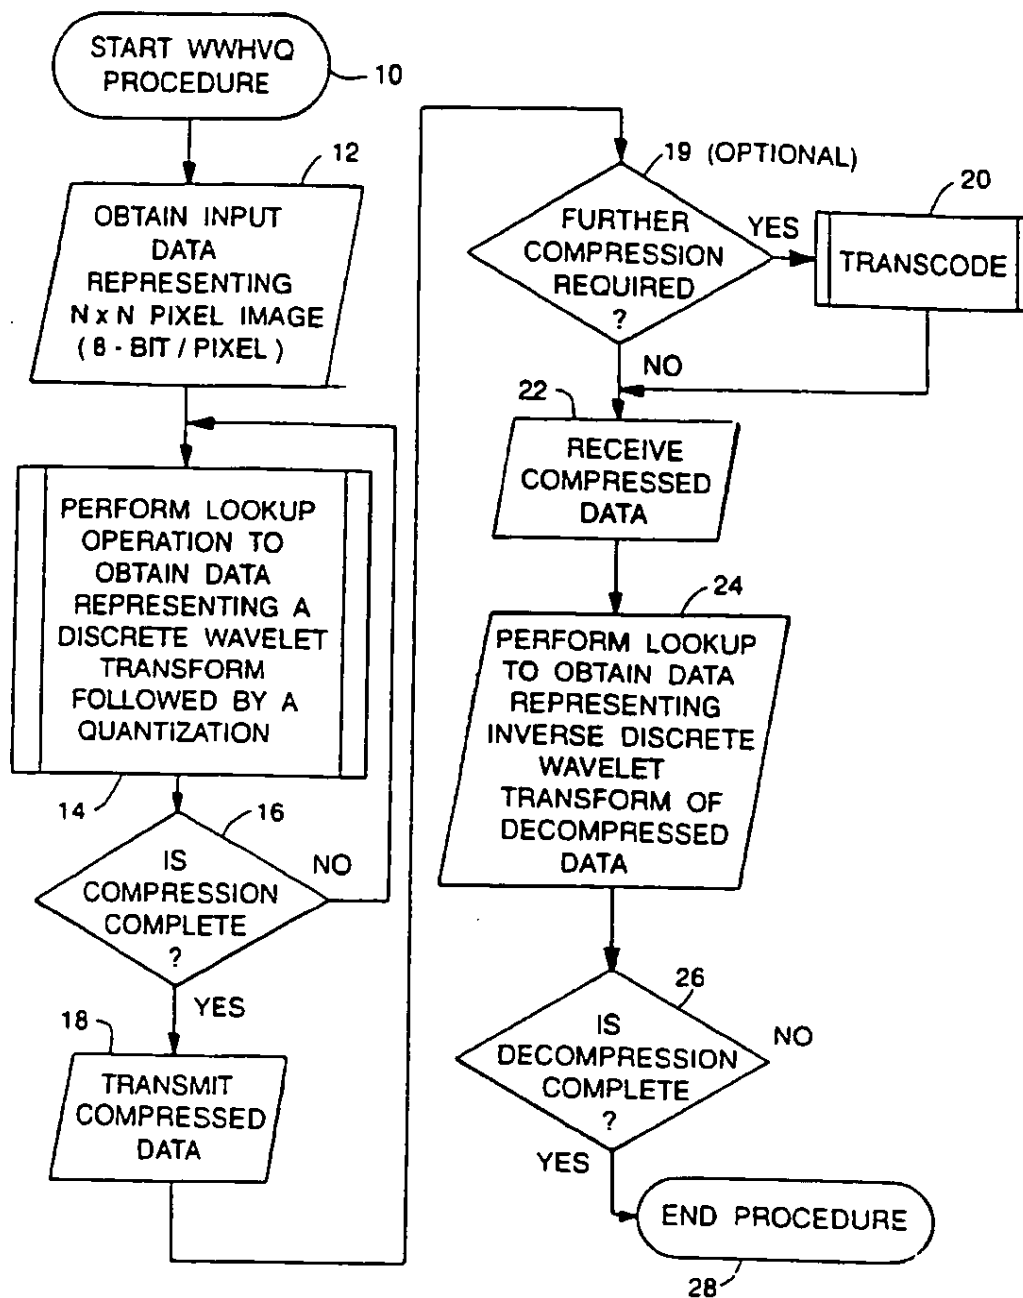 START WWHVQ
PROCEDURE
10
12
OBTAIN INPUT
DATA
REPRESENTING
N x N PIXEL IMAGE
( 8 - BIT / PIXEL )
PERFORM LOOKUP
OPERATION TO
OBTAIN DATA
REPRESENTING A
DISCRETE WAVELET
TRANSFORM
FOLLOWED BY A
QUANTIZATION
14
16
IS
COMPRESSION
COMPLETE
?
NO
YES
18
TRANSMIT
COMPRESSED
DATA
19 (OPTIONAL)
FURTHER
COMPRESSION
REQUIRED
?
YES
20
TRANSCODE
NO
22
RECEIVE
COMPRESSED
DATA
24
PERFORM LOOKUP
TO OBTAIN DATA
REPRESENTING
INVERSE DISCRETE
WAVELET
TRANSFORM OF
DECOMPRESSED
DATA
26
IS
DECOMPRESSION
COMPLETE
?
NO
YES
END PROCEDURE
28